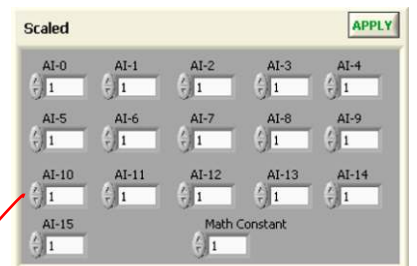 Scaled APPLY
AI-0 AI-1 AI-2 AI-3 AI-4
1 1 1 1 1
AI-5 AI-6 AI-7 AI-8 AI-9
1 1 1 1 1
AI-10 AI-11 AI-12 AI-13 AI-14
1 1 1 1 1
AI-15 Math Constant
1 1